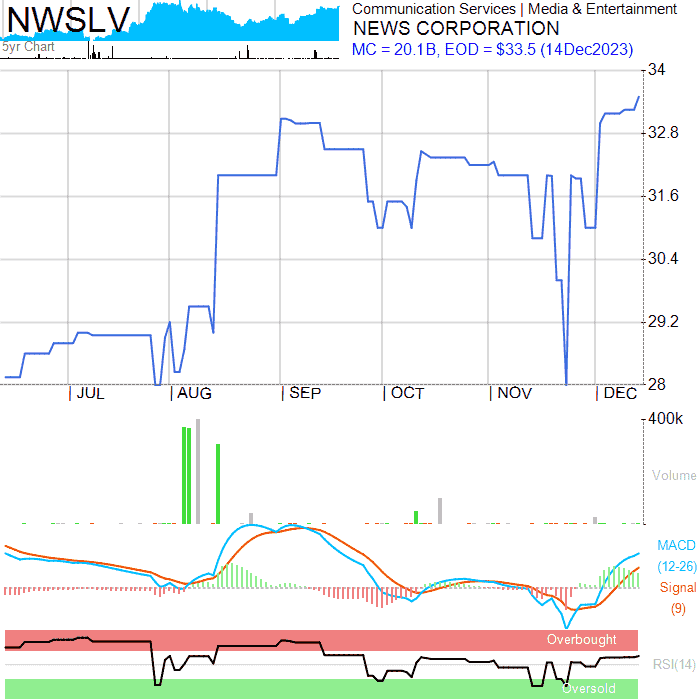 NWSLV
5yr Chart
Communication Services | Media & Entertainment
NEWS CORPORATION
MC = 20.1B, EOD = $33.5 (14Dec2023)
34
32.8
31.6
30.4
29.2
28
JUL AUG SEP OCT NOV DEC
400k
Volume
MACD
(12-26)
Signal
(9)
Overbought
RSI(14)
Oversold